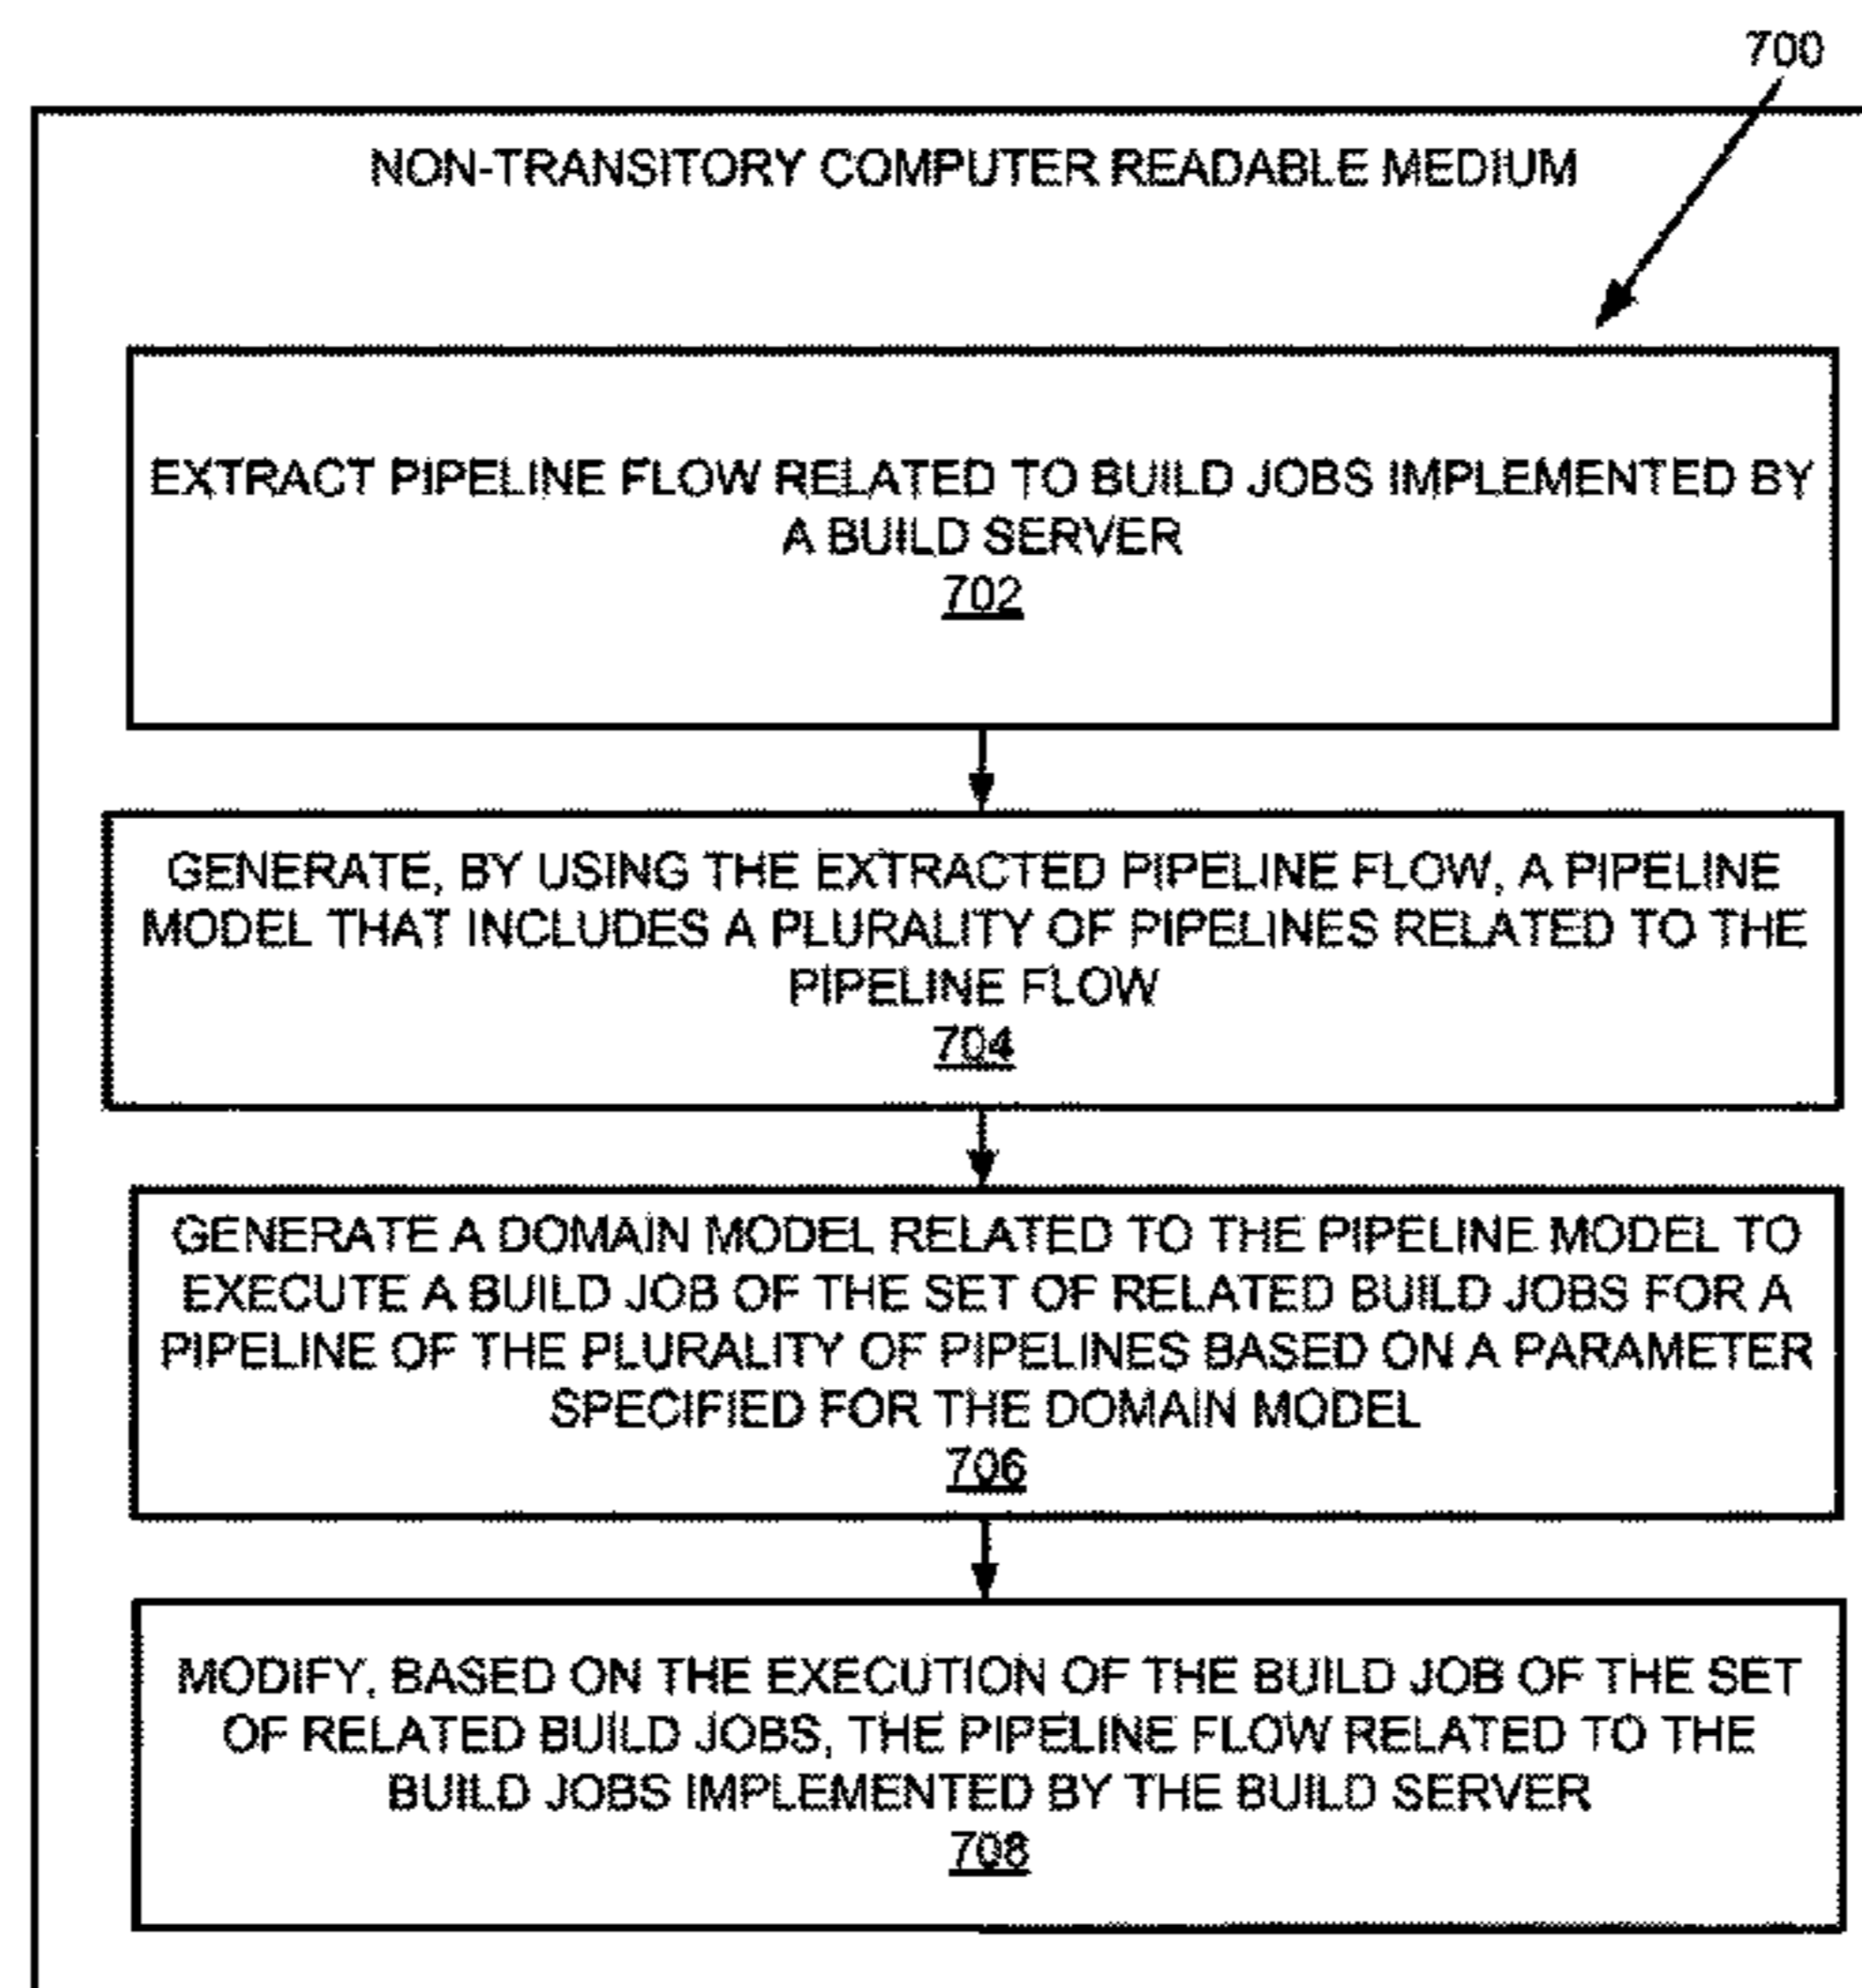 700
NON-TRANSITORY COMPUTER READABLE MEDIUM
EXTRACT PIPELINE FLOW RELATED TO BUILD JOBS IMPLEMENTED BY
A BUILD SERVER
702
GENERATE, BY USING THE EXTRACTED PIPELINE FLOW, A PIPELINE
MODEL THAT INCLUDES A PLURALITY OF PIPELINES RELATED TO THE
PIPELINE FLOW
704
GENERATE A DOMAIN MODEL RELATED TO THE PIPELINE MODEL TO
EXECUTE A BUILD JOB OF THE SET OF RELATED BUILD JOBS FOR A
PIPELINE OF THE PLURALITY OF PIPELINES BASED ON A PARAMETER
SPECIFIED FOR THE DOMAIN MODEL
706
MODIFY, BASED ON THE EXECUTION OF THE BUILD JOB OF THE SET
OF RELATED BUILD JOBS, THE PIPELINE FLOW RELATED TO THE
BUILD JOBS IMPLEMENTED BY THE BUILD SERVER
708